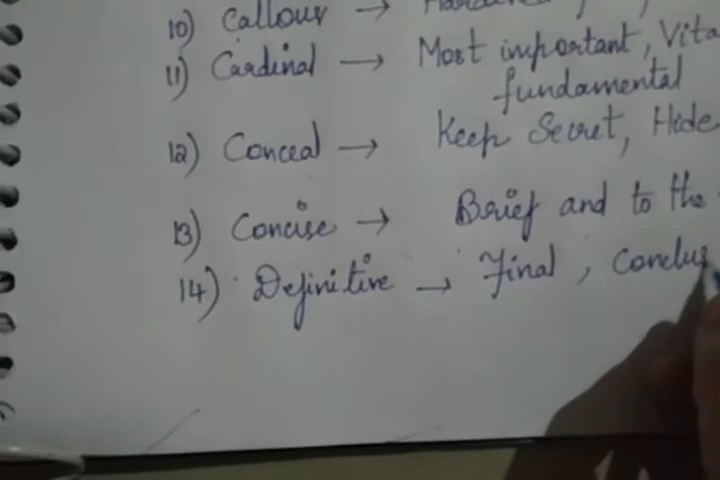 10) Callous →
11) Cardinal → Most important, Vita
fundamental
12) Conceal → Keep Secret, Hide
13) Concise → Brief and to the
14) Definitive → Final, Conclus